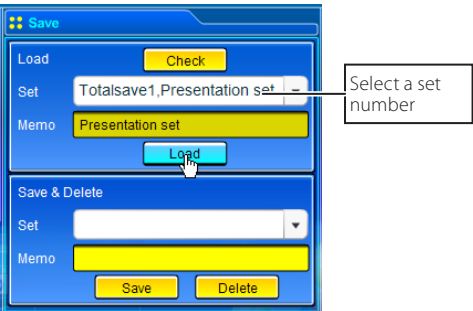 Save
Load
Check
Set
Totalsave1,Presentation set
Select a set
number
Memo
Presentation set
Load
Save & Delete
Set
Memo
Save
Delete